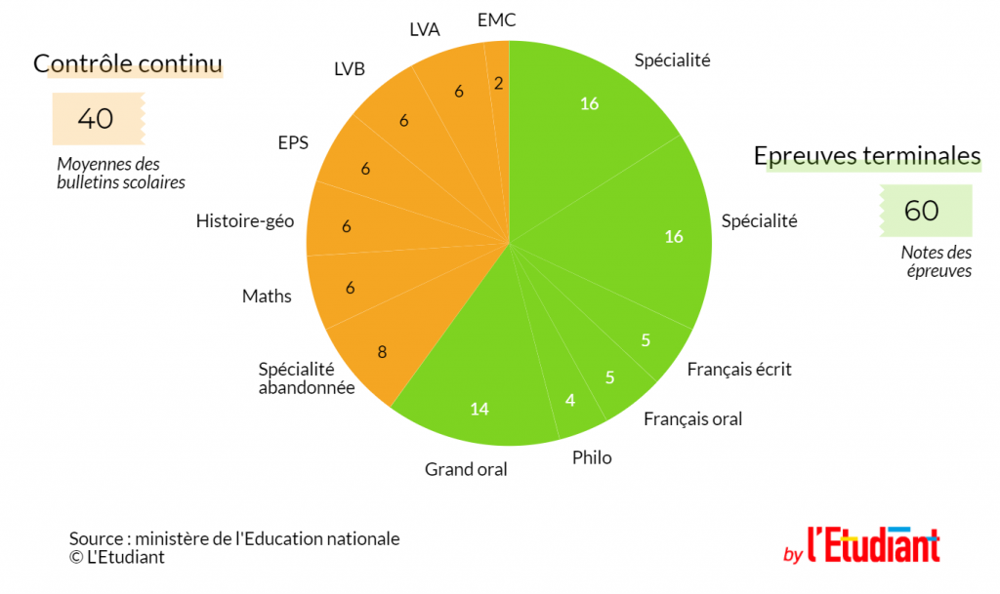 EMC
LVA
LVB
EPS
Histoire-géo
Maths
Spécialité
abandonnée
Grand oral
Philo
Français oral
Français écrit
Spécialité
Spécialité
2
6
6
6
6
6
8
14
4
5
5
16
16
Contrôle continu
40
Moyennes des
bulletins scolaires
Epreuves terminales
60
Notes des
épreuves
Source : ministère de l'Education nationale
© L'Etudiant
by l'Etudiant